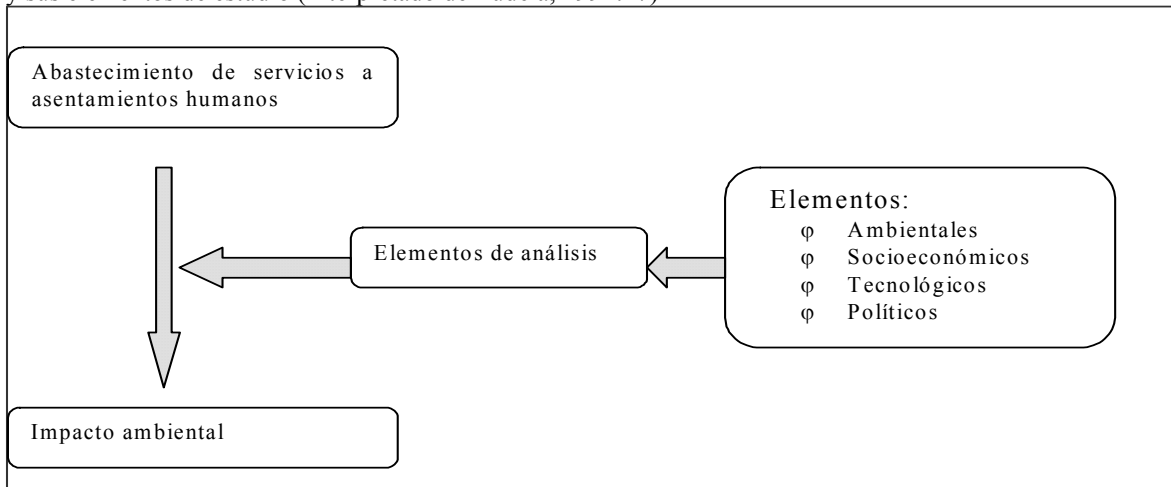 Abastecimiento de servicios a
asentamientos humanos
Elementos de análisis
Elementos:
φ Ambientales
φ Socioeconómicos
φ Tecnológicos
φ Políticos
Impacto ambiental